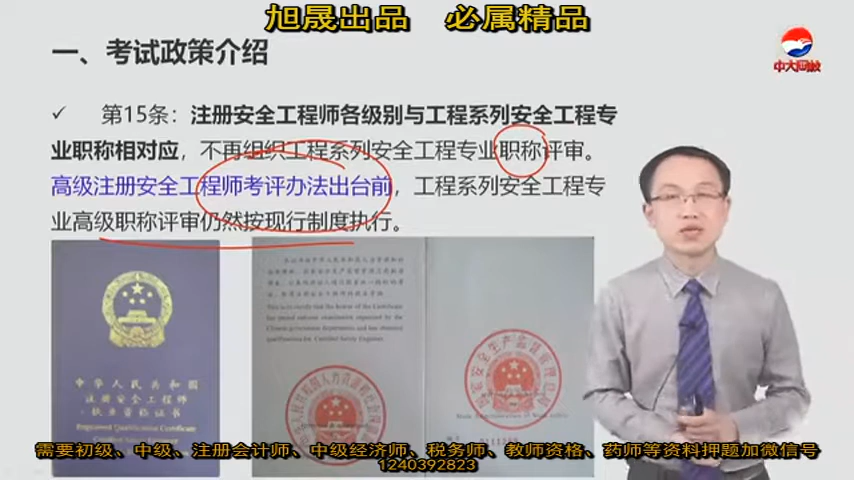 旭晟出品 必属精品
一、考试政策介绍
中大网校
✓ 第15条：注册安全工程师各级别与工程系列安全工程专
业职称相对应，不再组织工程系列安全工程专业职称评审。
高级注册安全工程师考评办法出台前，工程系列安全工程专
业高级职称评审仍然按现行制度执行。
中华人民共和国
注册安全工程师
执业资格证书
需要初级、中级、注册会计师、中级经济师、税务师、教师资格、药师等资料押题加微信号
1240392823